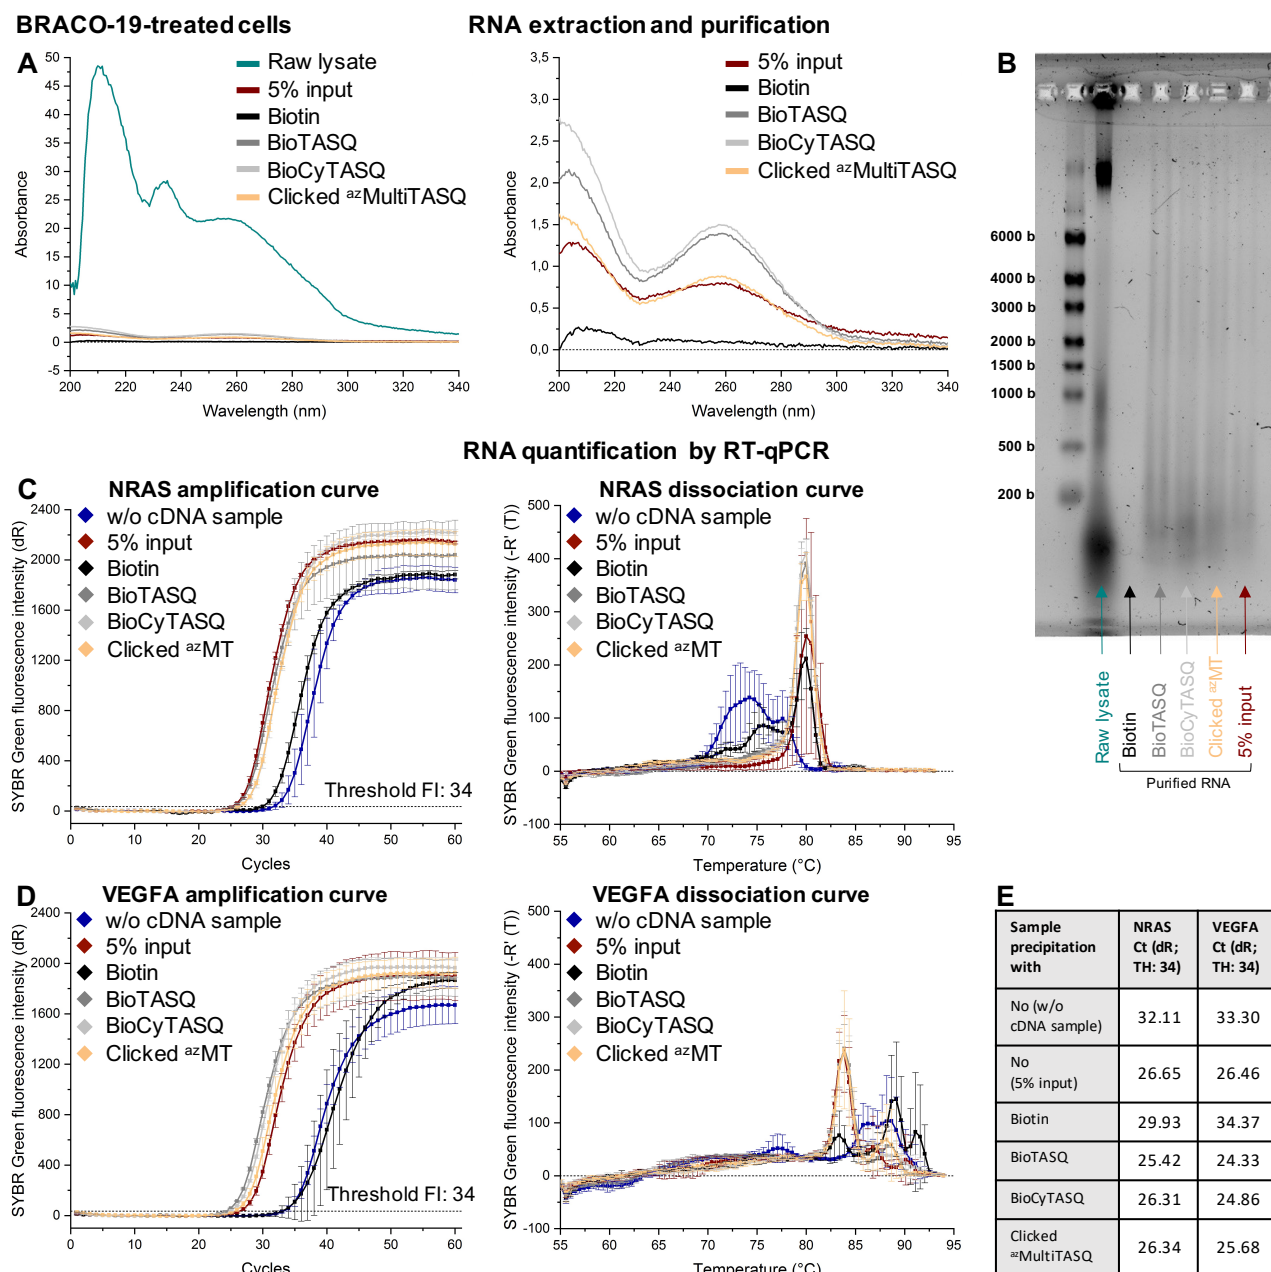 BRACO-19-treated cells
RNA extraction and purification
A
50
45
40
35
30
25
20
15
10
5
0
-5
Absorbance
200
220
240
260
280
300
320
340
Wavelength (nm)
Raw lysate
5% input
Biotin
BioTASQ
BioCyTASQ
Clicked azMultiTASQ
3,5
3,0
2,5
2,0
1,5
1,0
0,5
0,0
Absorbance
200
220
240
260
280
300
320
340
Wavelength (nm)
5% input
Biotin
BioTASQ
BioCyTASQ
Clicked azMultiTASQ
B
6000 b
4000 b
3000 b
2000 b
1500 b
1000 b
500 b
200 b
Raw lysate
Biotin
BioTASQ
BioCyTASQ
Clicked azMT
5% input
Purified RNA
RNA quantification by RT-qPCR
C
NRAS amplification curve
2400
2000
1600
1200
800
400
0
SYBR Green fluorescence intensity (dR)
w/o cDNA sample
5% input
Biotin
BioTASQ
BioCyTASQ
Clicked azMT
Threshold FI: 34
0
10
20
30
40
50
60
Cycles
NRAS dissociation curve
500
400
300
200
100
0
-100
SYBR Green fluorescence intensity (-R' (T))
w/o cDNA sample
5% input
Biotin
BioTASQ
BioCyTASQ
Clicked azMT
55
60
65
70
75
80
85
90
95
Temperature (°C)
D
VEGFA amplification curve
2400
2000
1600
1200
800
400
0
SYBR Green fluorescence intensity (dR)
w/o cDNA sample
5% input
Biotin
BioTASQ
BioCyTASQ
Clicked azMT
Threshold FI: 34
0
10
20
30
40
50
60
Cycles
VEGFA dissociation curve
500
400
300
200
100
0
-100
SYBR Green fluorescence intensity (-R' (T))
w/o cDNA sample
5% input
Biotin
BioTASQ
BioCyTASQ
Clicked azMT
55
60
65
70
75
80
85
90
95
Temperature (°C)
E
Sample precipitation with NRAS Ct (dR; TH: 34) VEGFA Ct (dR; TH: 34)
No (w/o cDNA sample) 32.11 33.30
No (5% input) 26.65 26.46
Biotin 29.93 34.37
BioTASQ 25.42 24.33
BioCyTASQ 26.31 24.86
Clicked azMultiTASQ 26.34 25.68